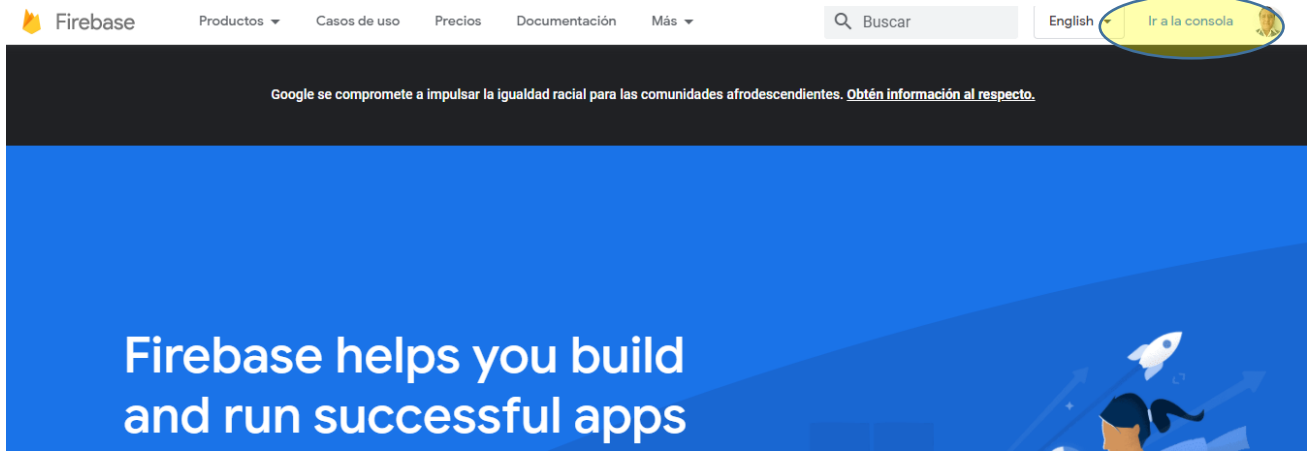 Firebase Productos Casos de uso Precios Documentación Más Buscar English Ir a la consola
Google se compromete a impulsar la igualdad racial para las comunidades afrodescendientes. Obtén información al respecto.
Firebase helps you build
and run successful apps